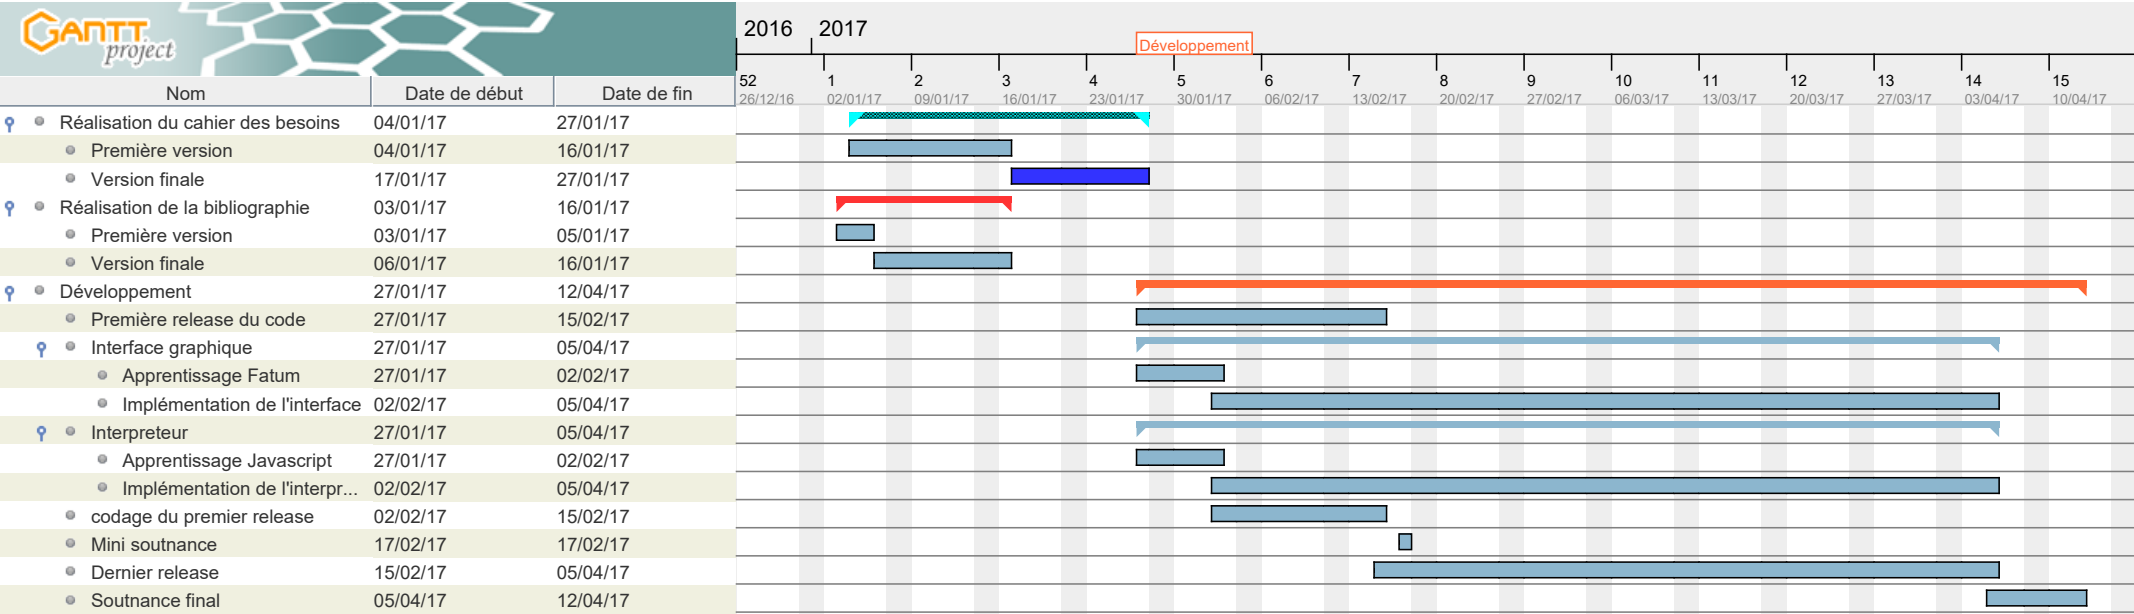 GANTT
project
2016 2017
Développement
52 1 2 3 4 5 6 7 8 9 10 11 12 13 14 15
Nom Date de début Date de fin
26/12/16 02/01/17 09/01/17 16/01/17 23/01/17 30/01/17 06/02/17 13/02/17 20/02/17 27/02/17 06/03/17 13/03/17 20/03/17 27/03/17 03/04/17 10/04/17
Réalisation du cahier des besoins 04/01/17 27/01/17
Première version 04/01/17 16/01/17
Version finale 17/01/17 27/01/17
Réalisation de la bibliographie 03/01/17 16/01/17
Première version 03/01/17 05/01/17
Version finale 06/01/17 16/01/17
Développement 27/01/17 12/04/17
Première release du code 27/01/17 15/02/17
Interface graphique 27/01/17 05/04/17
Apprentissage Fatum 27/01/17 02/02/17
Implémentation de l'interface 02/02/17 05/04/17
Interpreteur 27/01/17 05/04/17
Apprentissage Javascript 27/01/17 02/02/17
Implémentation de l'interpr... 02/02/17 05/04/17
codage du premier release 02/02/17 15/02/17
Mini soutnance 17/02/17 17/02/17
Dernier release 15/02/17 05/04/17
Soutnance final 05/04/17 12/04/17